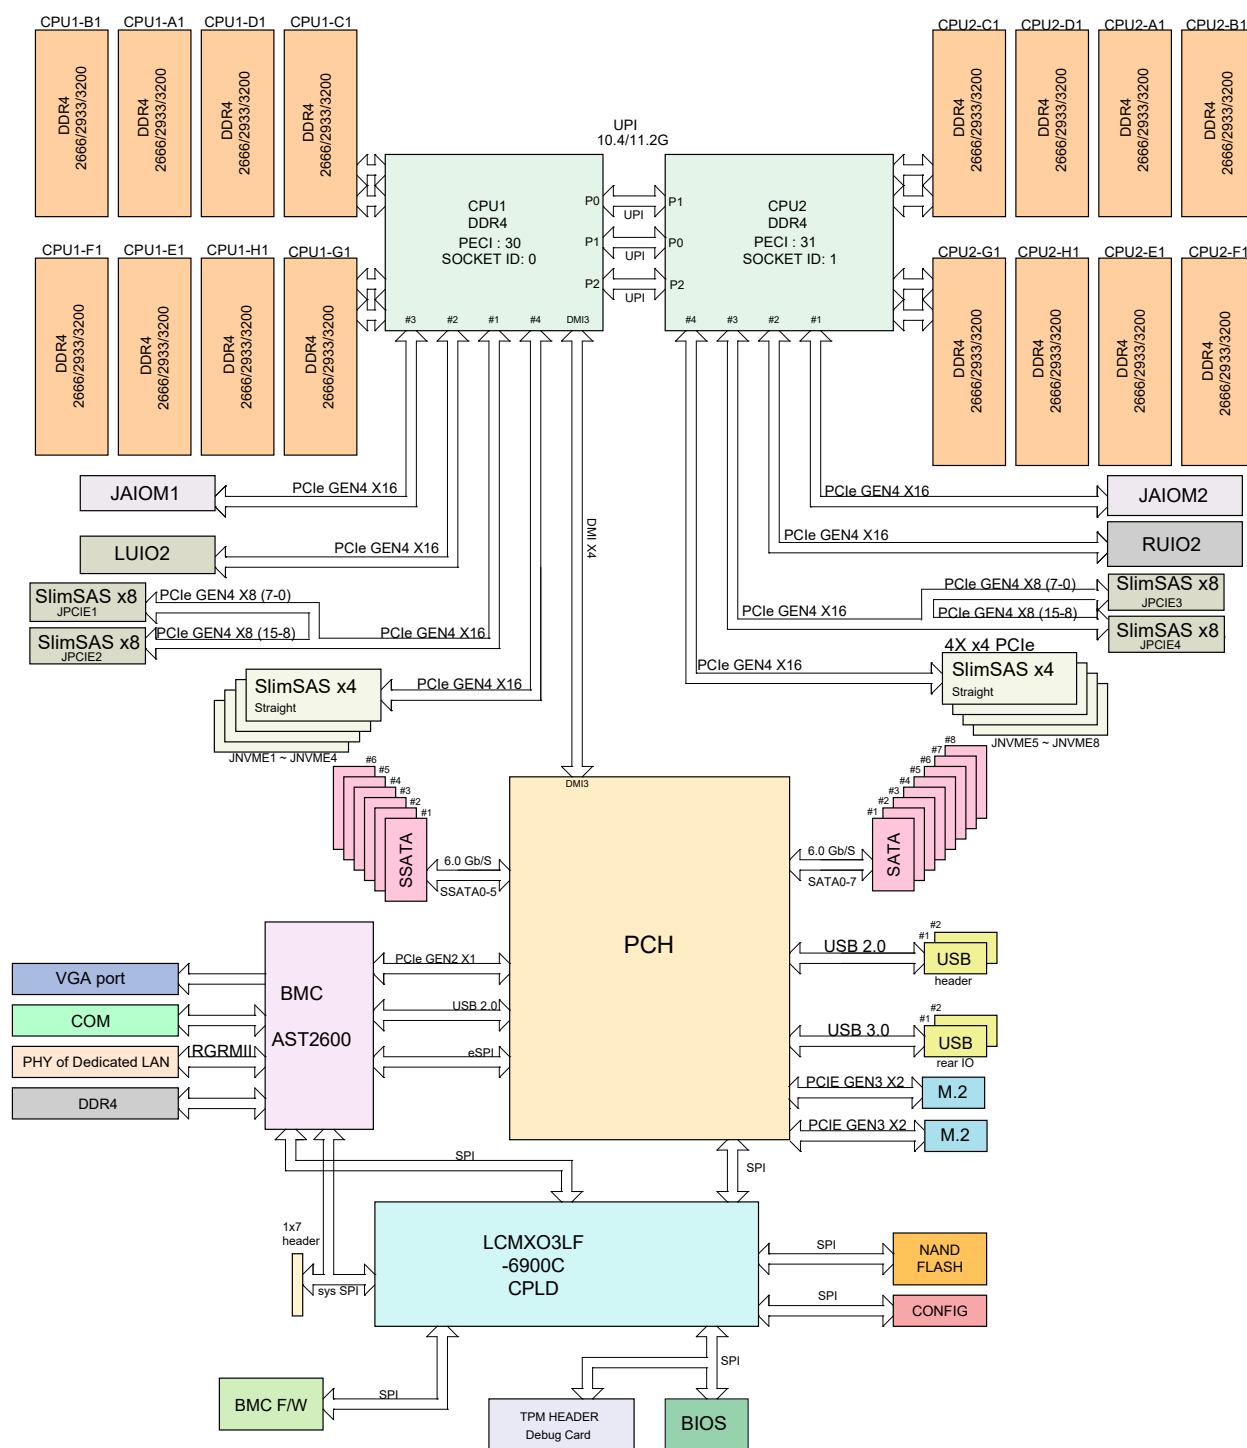 CPU1-B1
CPU1-A1
CPU1-D1
CPU1-C1
CPU2-C1
CPU2-D1
CPU2-A1
CPU2-B1
DDR4
2666/2933/3200
DDR4
2666/2933/3200
DDR4
2666/2933/3200
DDR4
2666/2933/3200
DDR4
2666/2933/3200
DDR4
2666/2933/3200
DDR4
2666/2933/3200
DDR4
2666/2933/3200
UPI
10.4/11.2G
CPU1
DDR4
PECI : 30
SOCKET ID: 0
P0
P1
P2
UPI
UPI
UPI
P1
P0
P2
CPU2
DDR4
PECI : 31
SOCKET ID: 1
#3
#2
#1
#4
DMI3
#4
#3
#2
#1
CPU1-F1
CPU1-E1
CPU1-H1
CPU1-G1
CPU2-G1
CPU2-H1
CPU2-E1
CPU2-F1
DDR4
2666/2933/3200
DDR4
2666/2933/3200
DDR4
2666/2933/3200
DDR4
2666/2933/3200
DDR4
2666/2933/3200
DDR4
2666/2933/3200
DDR4
2666/2933/3200
DDR4
2666/2933/3200
JAIOM1
PCIe GEN4 X16
PCIe GEN4 X16
JAIOM2
LUIO2
PCIe GEN4 X16
DMI X4
PCIe GEN4 X16
RUIO2
SlimSAS x8
JPCIE1
PCIe GEN4 X8 (7-0)
PCIe GEN4 X8 (7-0)
SlimSAS x8
JPCIE3
SlimSAS x8
JPCIE2
PCIe GEN4 X8 (15-8)
PCIe GEN4 X16
PCIe GEN4 X16
PCIe GEN4 X8 (15-8)
SlimSAS x8
JPCIE4
4X x4 PCIe
SlimSAS x4
Straight
PCIe GEN4 X16
PCIe GEN4 X16
SlimSAS x4
Straight
JNVME1 ~ JNVME4
JNVME5 ~ JNVME8
#6
#5
#4
#3
#2
#1
SSATA
6.0 Gb/S
SSATA0-5
DMI3
PCH
6.0 Gb/S
SATA0-7
#8
#7
#6
#5
#4
#3
#2
#1
SATA
VGA port
COM
PHY of Dedicated LAN
RGRMII
DDR4
BMC
AST2600
PCIe GEN2 X1
USB 2.0
eSPI
USB 2.0
#2
#1
USB
header
USB 3.0
#2
#1
USB
rear IO
PCIE GEN3 X2
M.2
PCIE GEN3 X2
M.2
SPI
SPI
1x7
header
sys SPI
LCMXO3LF
-6900C
CPLD
SPI
NAND
FLASH
SPI
CONFIG
SPI
BMC F/W
SPI
TPM HEADER
Debug Card
BIOS